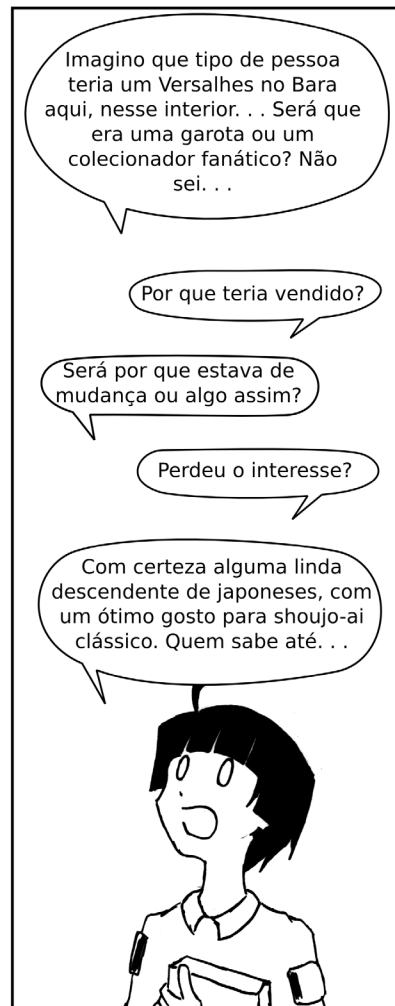 Imagino que tipo de pessoa
teria um Versalhes no Bara
aqui, nesse interior. . . Será que
era uma garota ou um
colecionador fanático? Não
sei. . .
Por que teria vendido?
Será por que estava de
mudança ou algo assim?
Perdeu o interesse?
Com certeza alguma linda
descendente de japoneses, com
um ótimo gosto para shoujo-ai
clássico. Quem sabe até. . .